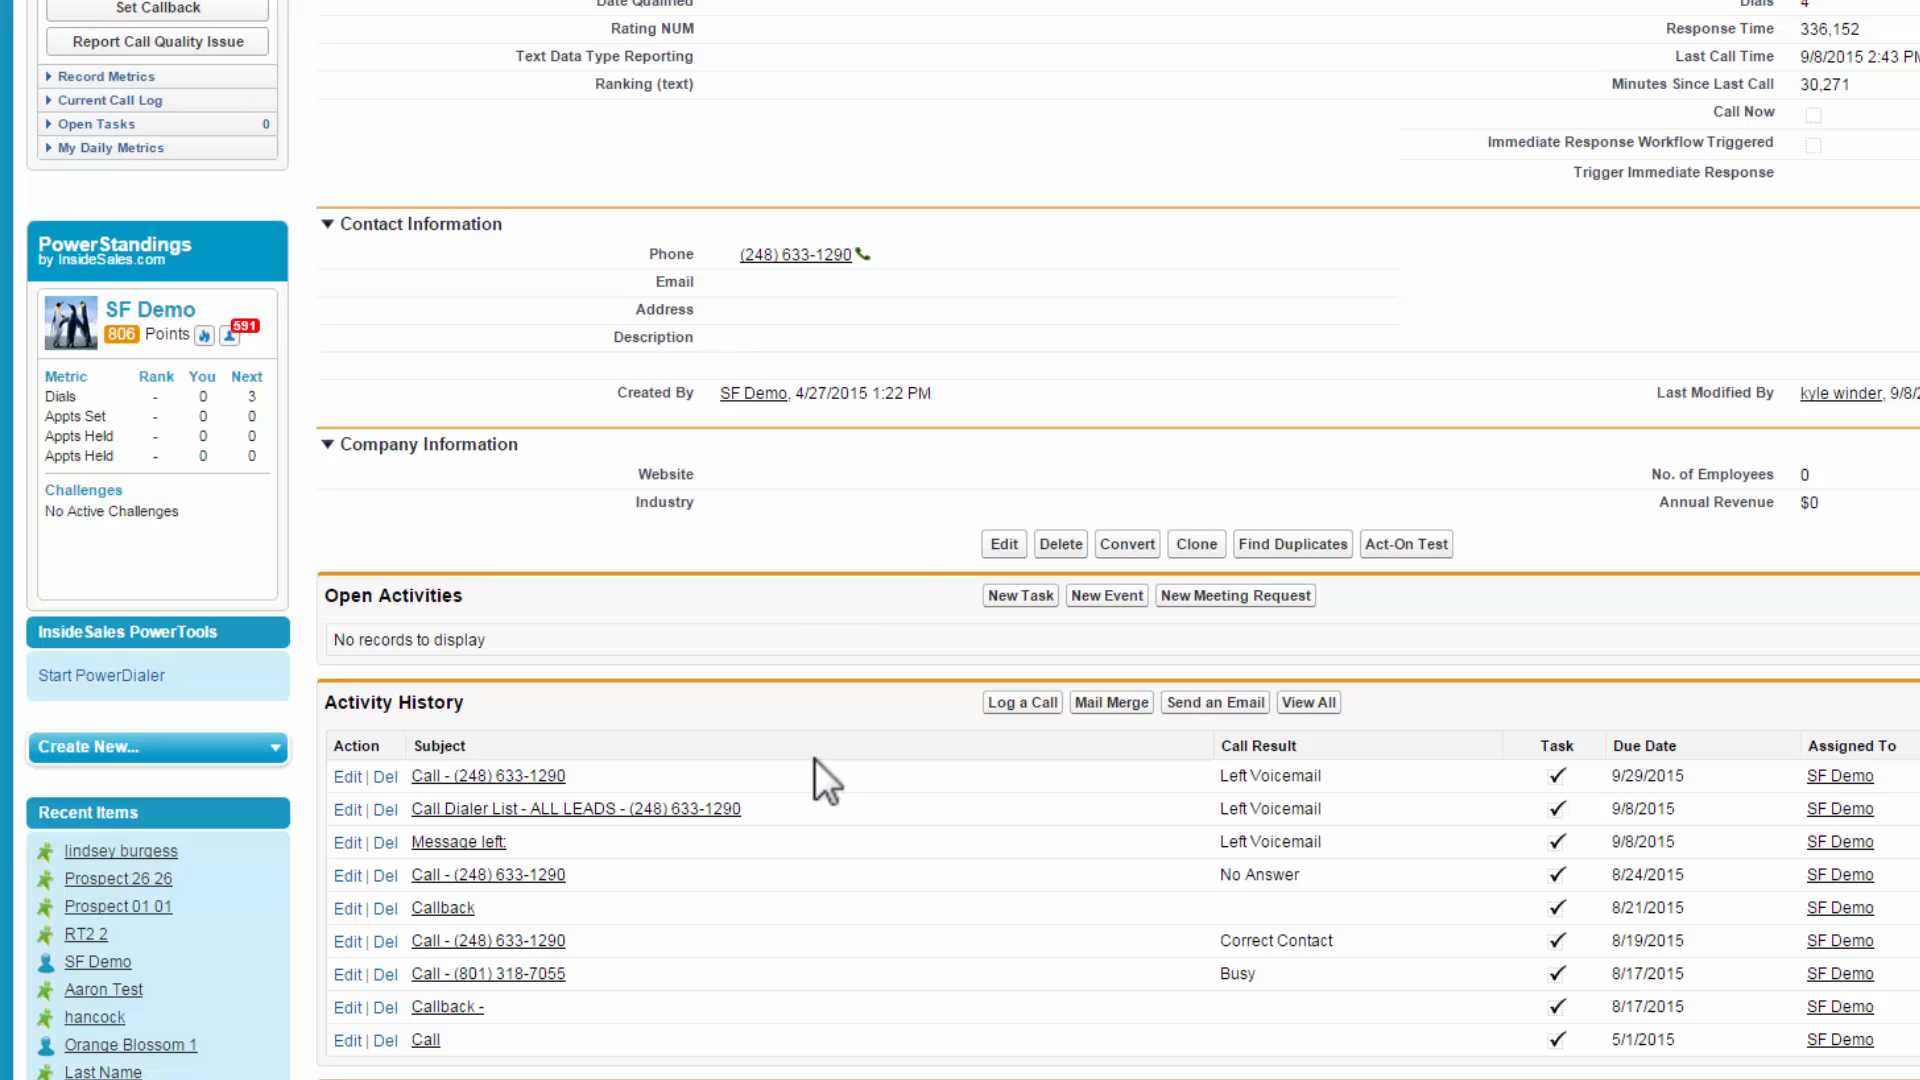 Set Callback
Report Call Quality Issue
Record Metrics
Current Call Log
Open Tasks 0
My Daily Metrics
PowerStandings
by InsideSales.com
SF Demo
806 Points 591
Metric Rank You Next
Dials - 0 3
Appts Set - 0 0
Appts Held - 0 0
Appts Held - 0 0
Challenges
No Active Challenges
InsideSales PowerTools
Start PowerDialer
Create New...
Recent Items
lindsey burgess
Prospect 26 26
Prospect 01 01
RT2 2
SF Demo
Aaron Test
hancock
Orange Blossom 1
Last Name
Date Qualified Dials 4
Rating NUM Response Time 336,152
Text Data Type Reporting Last Call Time 9/8/2015 2:43 PM
Ranking (text) Minutes Since Last Call 30,271
Call Now
Immediate Response Workflow Triggered
Trigger Immediate Response
Contact Information
Phone (248) 633-1290
Email
Address
Description
Created By SF Demo, 4/27/2015 1:22 PM Last Modified By kyle winder, 9/8/2
Company Information
Website No. of Employees 0
Industry Annual Revenue $0
Edit Delete Convert Clone Find Duplicates Act-On Test
Open Activities New Task New Event New Meeting Request
No records to display
Activity History Log a Call Mail Merge Send an Email View All
Action Subject Call Result Task Due Date Assigned To
Edit | Del Call - (248) 633-1290 Left Voicemail 9/29/2015 SF Demo
Edit | Del Call Dialer List - ALL LEADS - (248) 633-1290 Left Voicemail 9/8/2015 SF Demo
Edit | Del Message left: Left Voicemail 9/8/2015 SF Demo
Edit | Del Call - (248) 633-1290 No Answer 8/24/2015 SF Demo
Edit | Del Callback 8/21/2015 SF Demo
Edit | Del Call - (248) 633-1290 Correct Contact 8/19/2015 SF Demo
Edit | Del Call - (801) 318-7055 Busy 8/17/2015 SF Demo
Edit | Del Callback - 8/17/2015 SF Demo
Edit | Del Call 5/1/2015 SF Demo